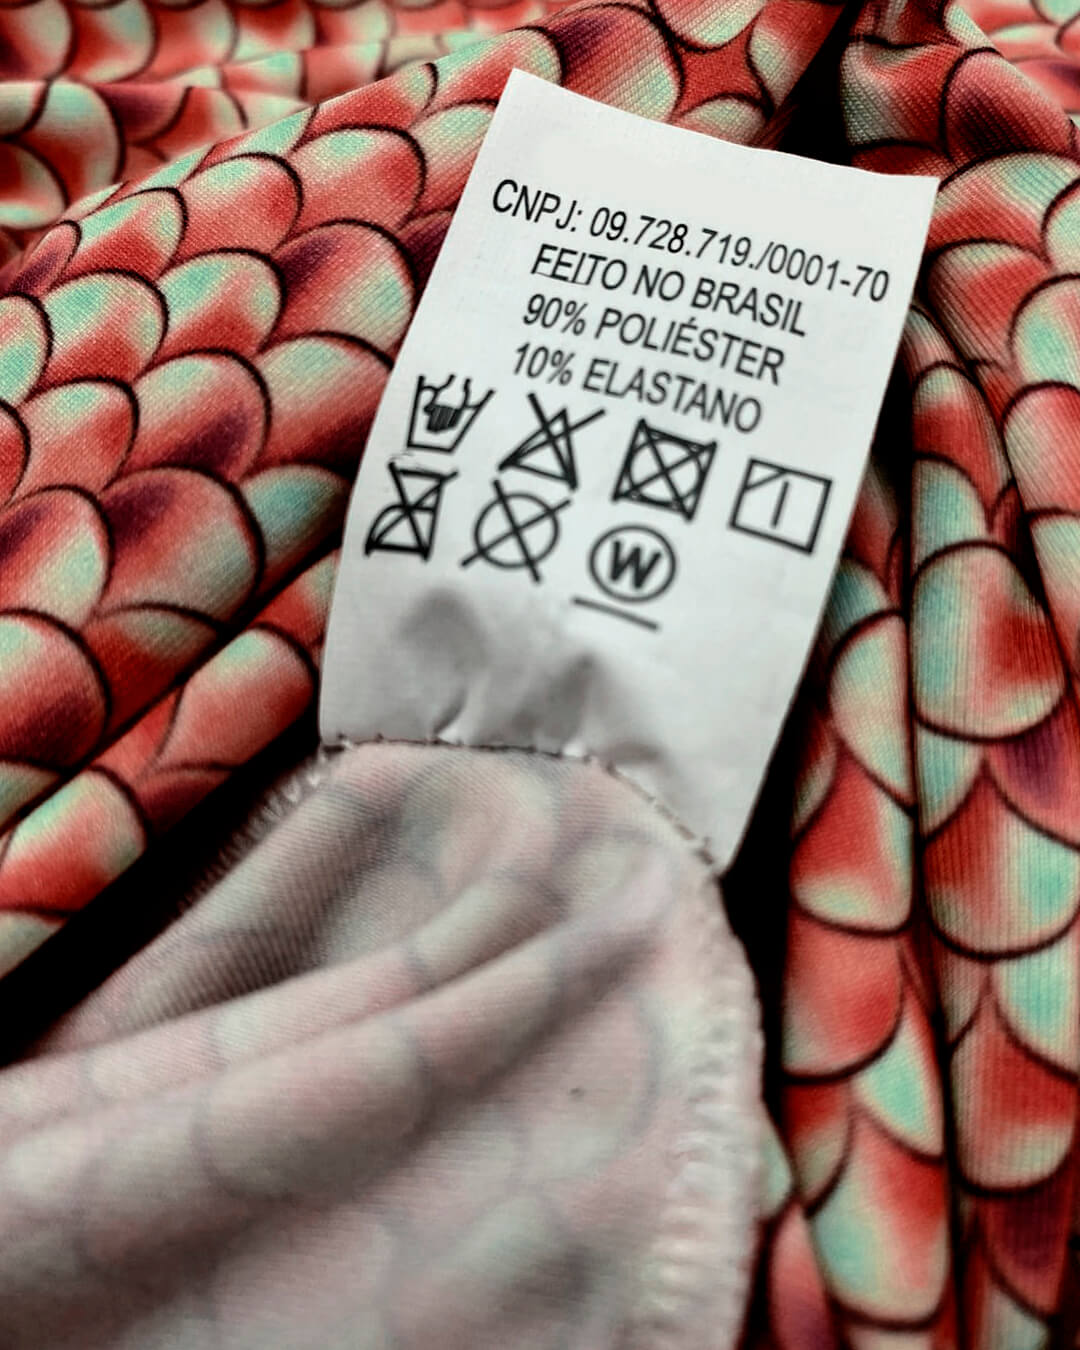 CNPJ: 09.728.719./0001-70
FEITO NO BRASIL
90% POLIÉSTER
10% ELASTANO
W